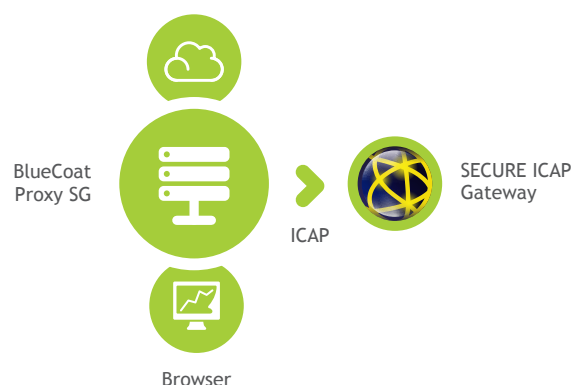 BlueCoat
Proxy SG
ICAP
SECURE ICAP
Gateway
Browser